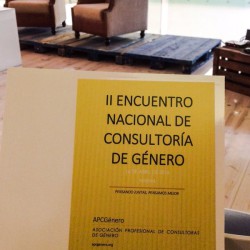 II ENCUENTRO
NACIONAL DE
CONSULTORÍA
DE GÉNERO
APCGénero
ASOCIACIÓN PROFESIONAL DE CONSULTORAS
DE GÉNERO